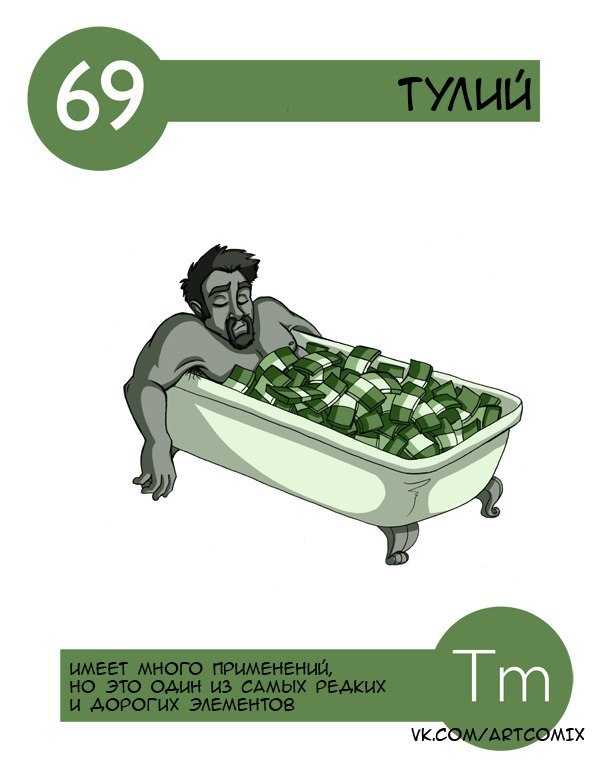 69
ТУЛИЙ
ИМЕЕТ МНОГО ПРИМЕНЕНИЙ,
НО ЭТО ОДИН ИЗ САМЫХ РЕДКИХ
И ДОРОГИХ ЭЛЕМЕНТОВ
Tm
VK.COM/ARTCOMIX